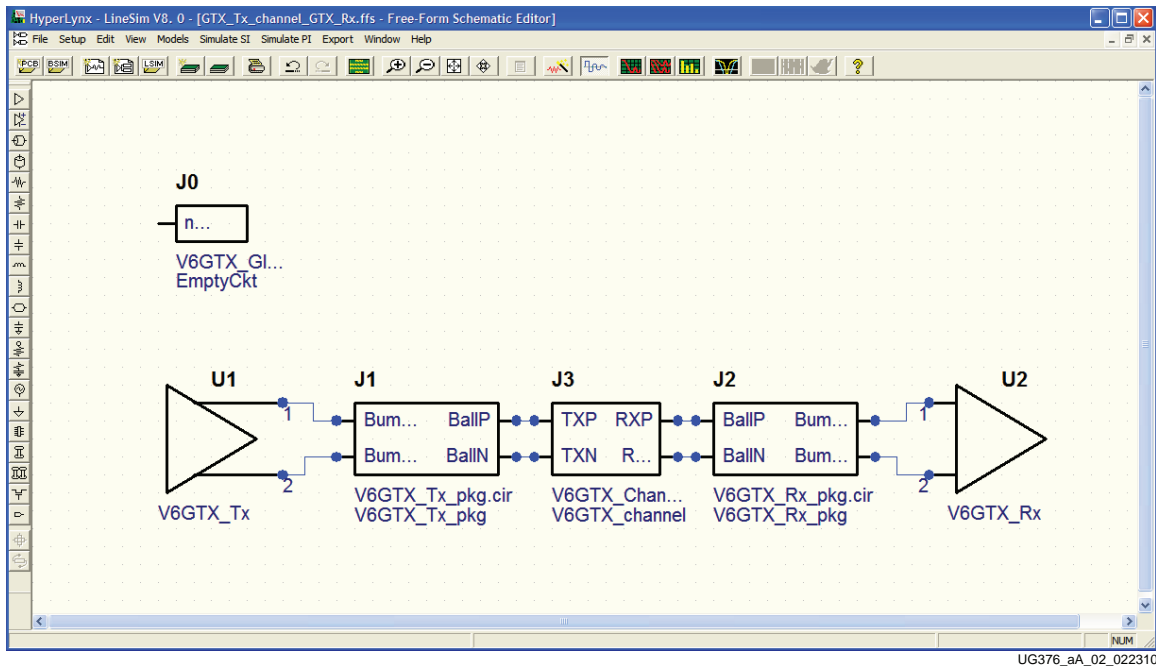 HyperLynx - LineSim V8. 0 - [GTX_Tx_channel_GTX_Rx.ffs - Free-Form Schematic Editor]
File Setup Edit View Models Simulate SI Simulate PI Export Window Help
PCB BSIM LSIM
J0
n...
V6GTX_Gl...
EmptyCkt
U1 J1 J3 J2 U2
1 Bum... BallP TXP RXP BallP Bum... 1
Bum... BallN TXN R... BallN Bum...
2 2
V6GTX_Tx V6GTX_Tx_pkg.cir V6GTX_Chan... V6GTX_Rx_pkg.cir V6GTX_Rx
V6GTX_Tx_pkg V6GTX_channel V6GTX_Rx_pkg
NUM
UG376_aA_02_022310